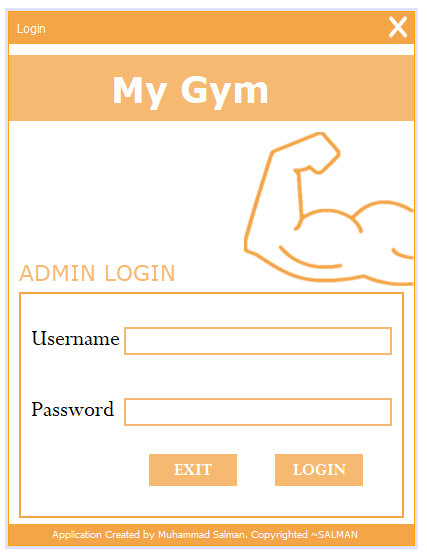 Login
My Gym
ADMIN LOGIN
Username
Password
EXIT LOGIN
Application Created by Muhammad Salman. Copyrighted ~SALMAN